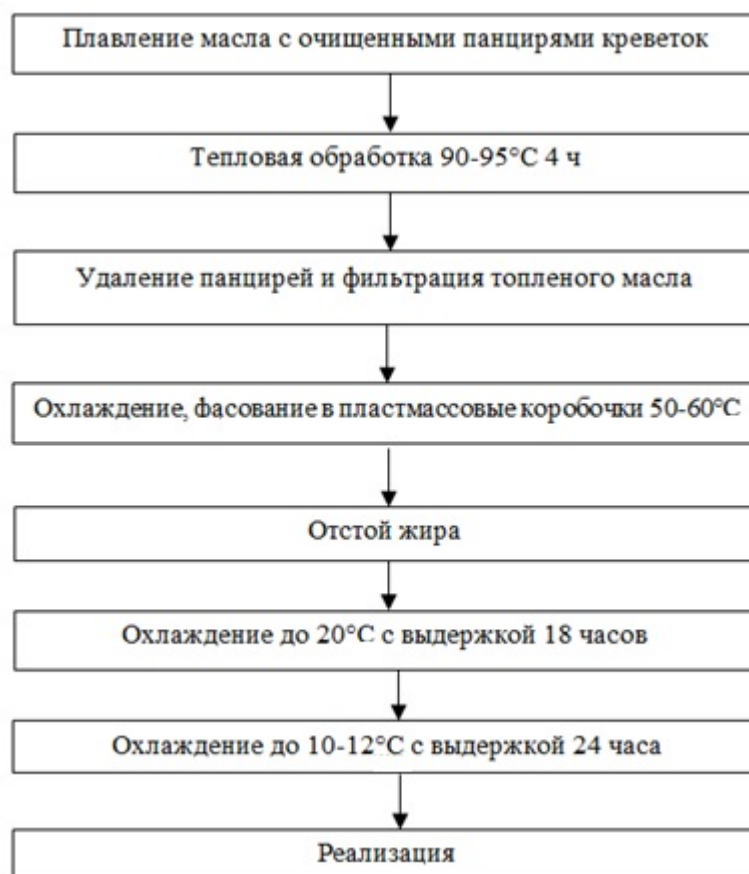 Плавление масла с очищенными панцирями креветок
Тепловая обработка 90-95°С 4 ч
Удаление панцирей и фильтрация топленого масла
Охлаждение, фасование в пластмассовые коробочки 50-60°С
Отстой жира
Охлаждение до 20°С с выдержкой 18 часов
Охлаждение до 10-12°С с выдержкой 24 часа
Реализация